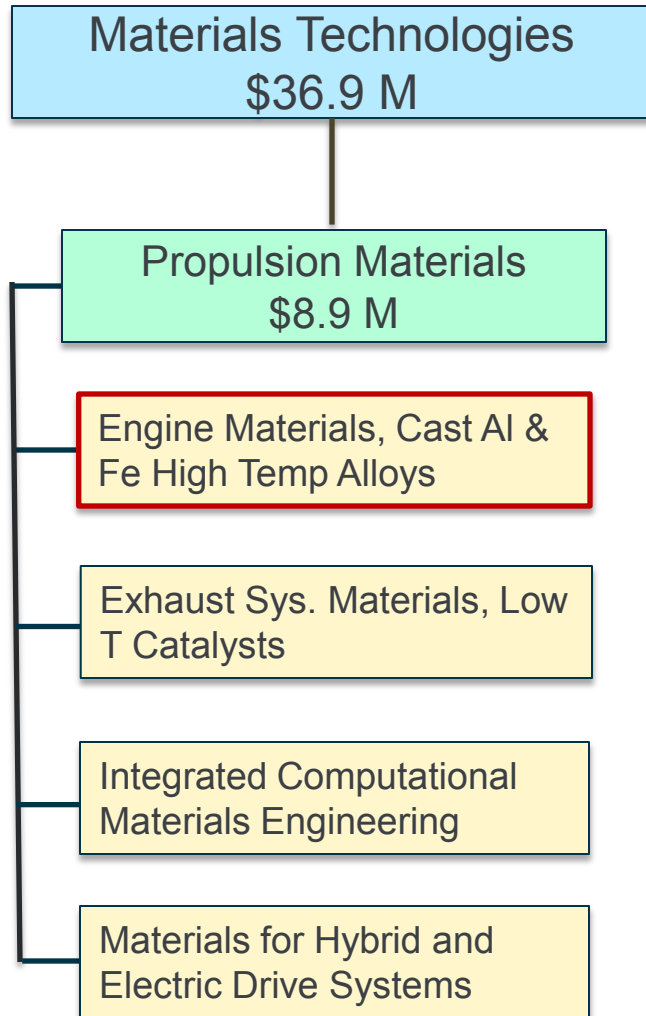 Materials Technologies
$36.9 M
Propulsion Materials
$8.9 M
Engine Materials, Cast Al &
Fe High Temp Alloys
Exhaust Sys. Materials, Low
T Catalysts
Integrated Computational
Materials Engineering
Materials for Hybrid and
Electric Drive Systems